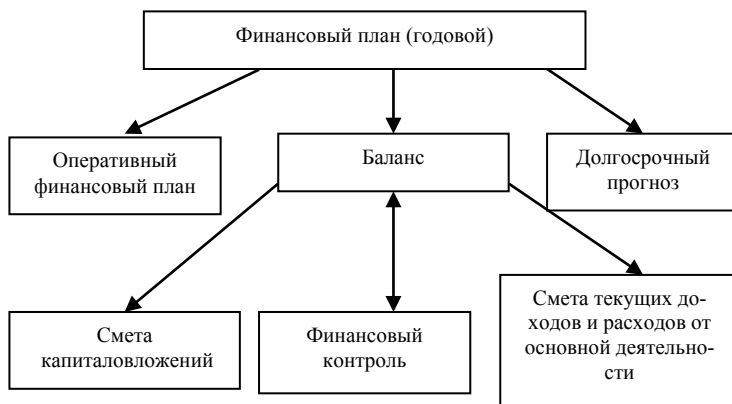 Финансовый план (годовой)
Оперативный
финансовый план
Баланс
Долгосрочный
прогноз
Смета
капиталовложений
Финансовый
контроль
Смета текущих до-
ходов и расходов от
основной деятельно-
сти